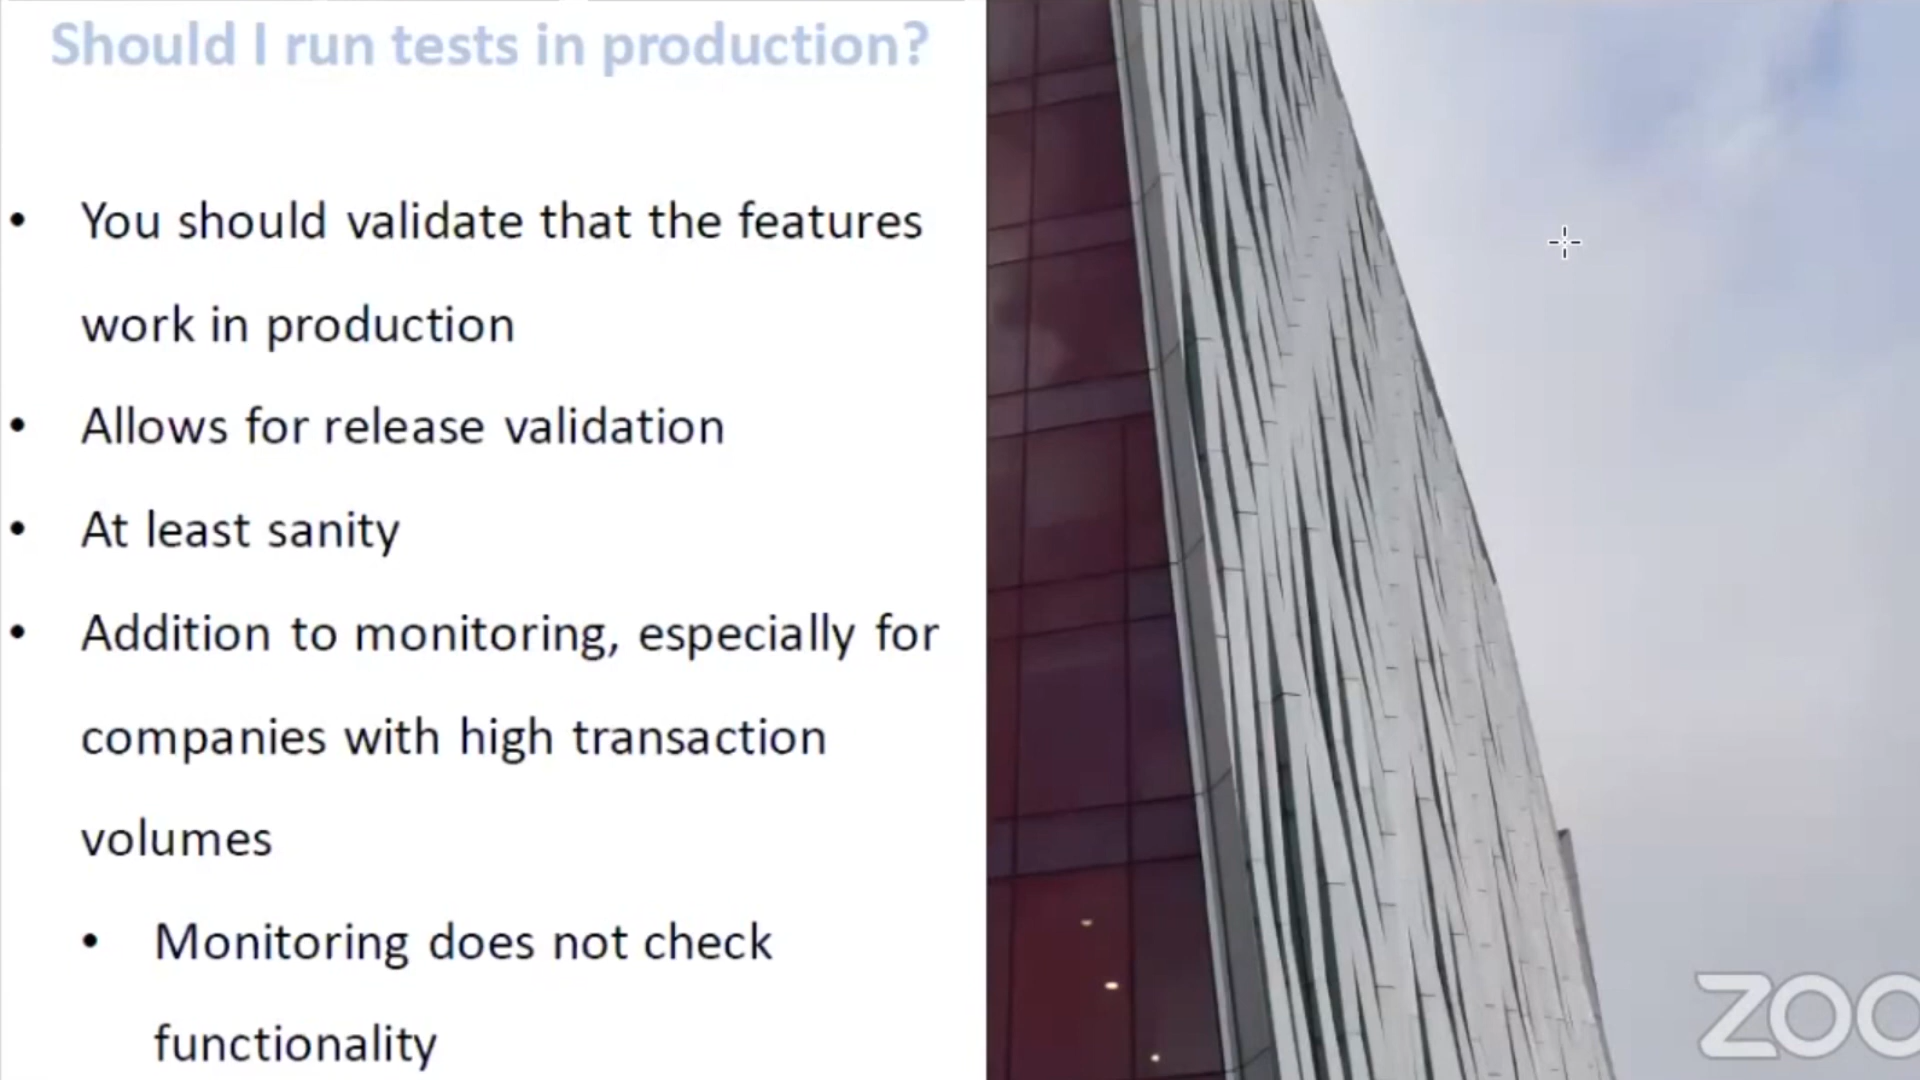 Should I run tests in production?
• You should validate that the features
work in production
• Allows for release validation
• At least sanity
• Addition to monitoring, especially for
companies with high transaction
volumes
• Monitoring does not check
functionality
zoo